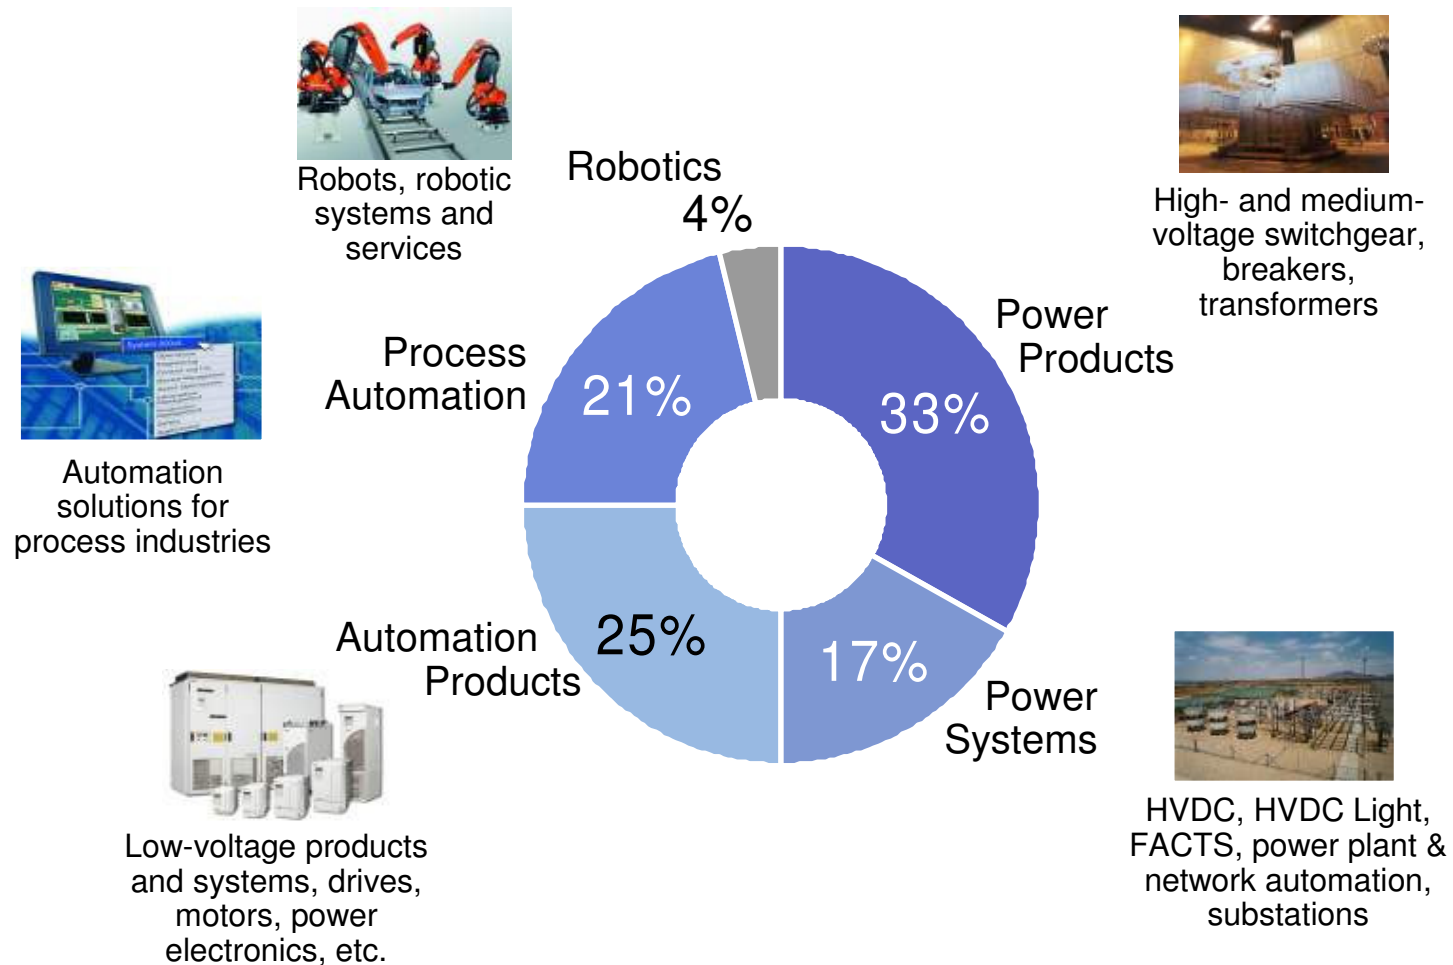 Robots, robotic
systems and
services
Robotics
4%
High- and medium-
voltage switchgear,
breakers,
transformers
Power
Products
33%
Process
Automation
21%
Automation
solutions for
process industries
Automation
Products
25%
17%
Power
Systems
Low-voltage products
and systems, drives,
motors, power
electronics, etc.
HVDC, HVDC Light,
FACTS, power plant &
network automation,
substations